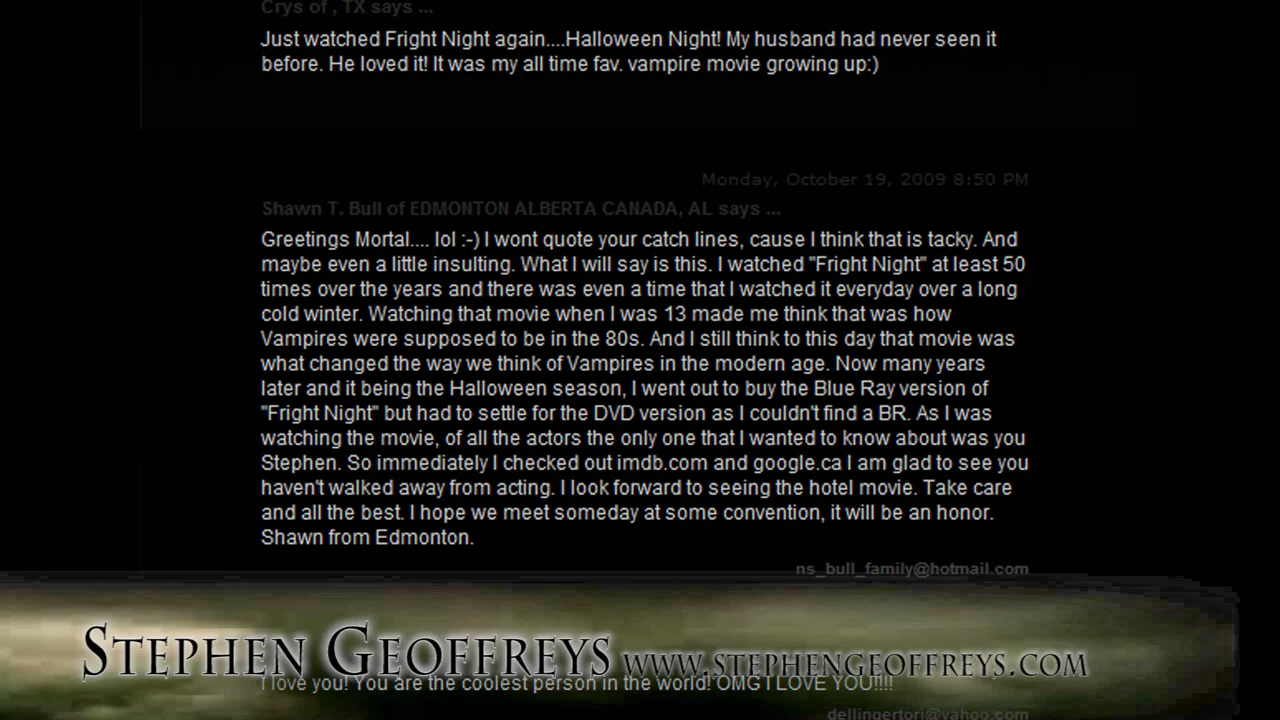 Crys of , TX says ...
Just watched Fright Night again....Halloween Night! My husband had never seen it
before. He loved it! It was my all time fav. vampire movie growing up:)
Monday, October 19, 2009 8:50 PM
Shawn T. Bull of EDMONTON ALBERTA CANADA, AL says ...
Greetings Mortal.... lol :-) I wont quote your catch lines, cause I think that is tacky. And
maybe even a little insulting. What I will say is this. I watched "Fright Night" at least 50
times over the years and there was even a time that I watched it everyday over a long
cold winter. Watching that movie when I was 13 made me think that was how
Vampires were supposed to be in the 80s. And I still think to this day that movie was
what changed the way we think of Vampires in the modern age. Now many years
later and it being the Halloween season, I went out to buy the Blue Ray version of
"Fright Night" but had to settle for the DVD version as I couldn't find a BR. As I was
watching the movie, of all the actors the only one that I wanted to know about was you
Stephen. So immediately I checked out imdb.com and google.ca I am glad to see you
haven't walked away from acting. I look forward to seeing the hotel movie. Take care
and all the best. I hope we meet someday at some convention, it will be an honor.
Shawn from Edmonton.
ns_bull_family@hotmail.com
STEPHEN GEOFFREYS WWW.STEPHENGEOFFREYS.COM
I love you! You are the coolest person in the world! OMG I LOVE YOU!!!!
dellingertori@yahoo.com